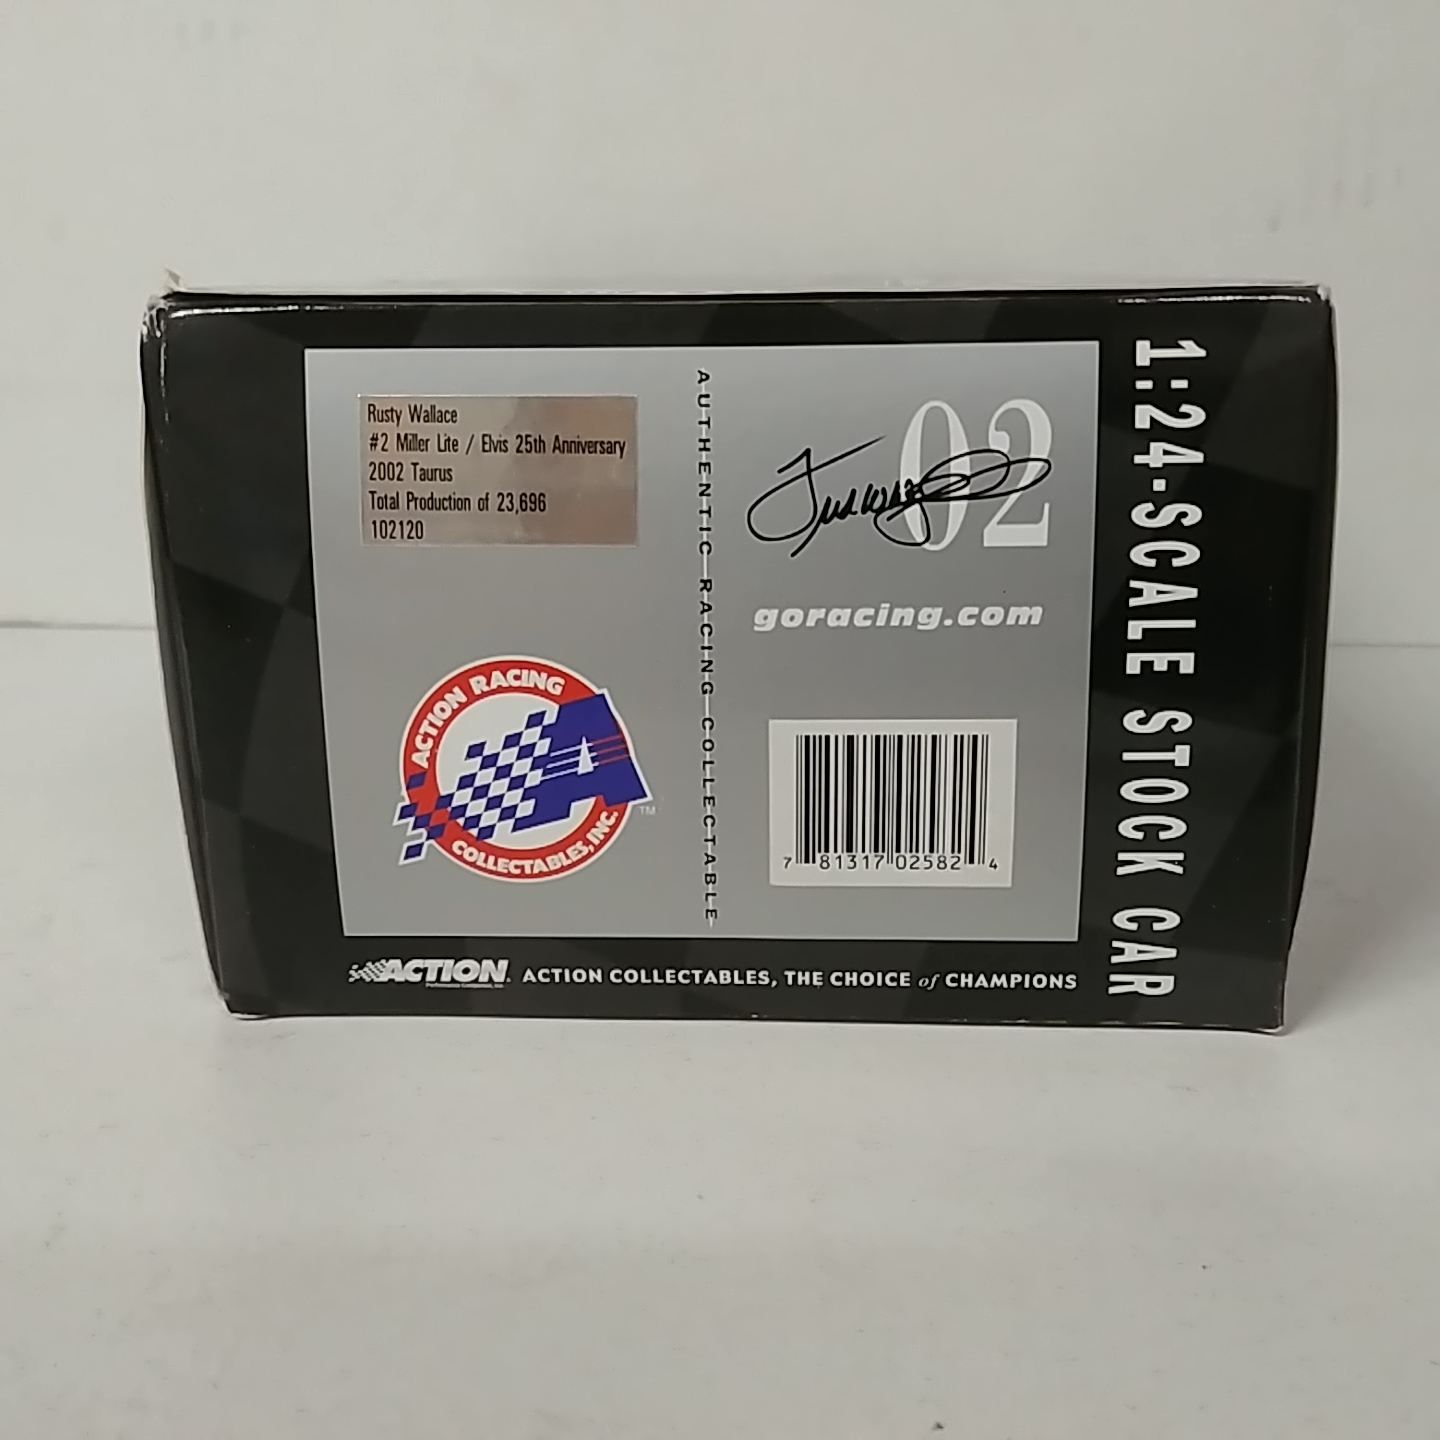 Rusty Wallace
#2 Miller Lite / Elvis 25th Anniversary
2002 Taurus
Total Production of 23,696
102120
ACTION RACING
COLLECTABLES, INC.
TM
AUTHENTIC RACING COLLECTABLE
02
goracing.com
7 81317 02582 4
1:24-SCALE STOCK CAR
ACTION
ACTION COLLECTABLES, THE CHOICE of CHAMPIONS